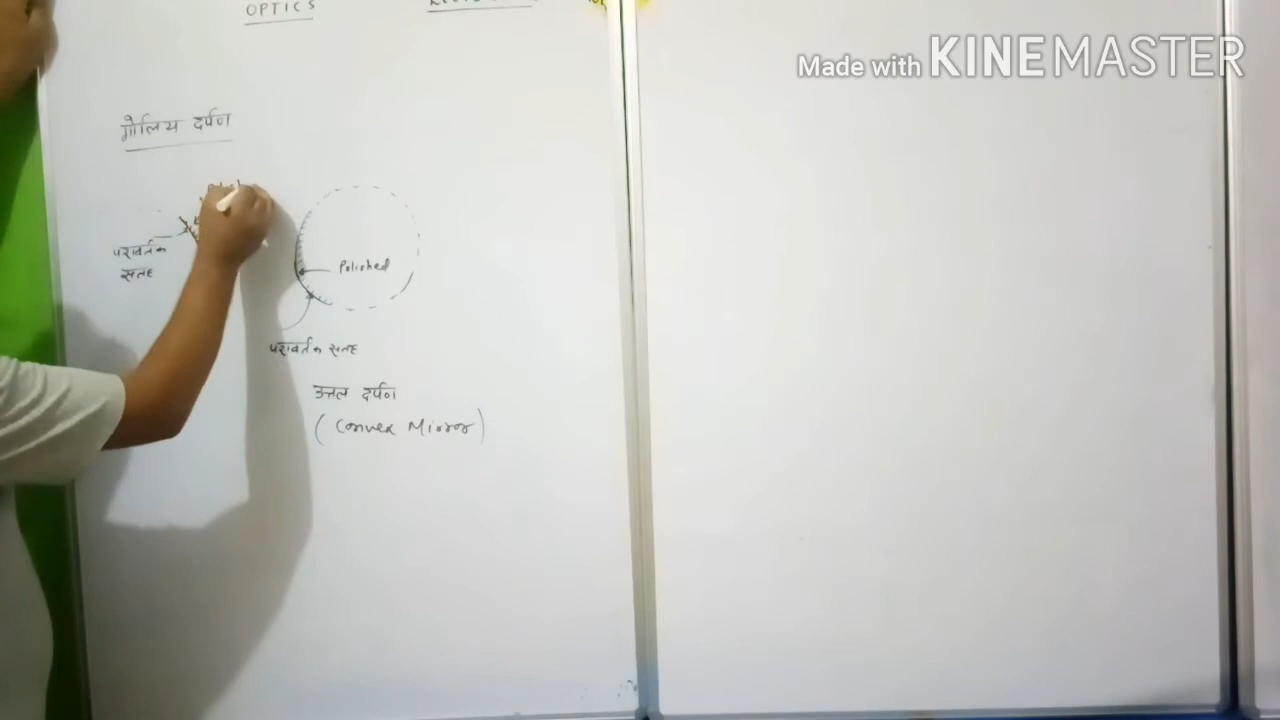 OPTICS
Made with KINEMASTER
गोलिय दर्पण
परावर्तक
सतह
Polished
परावर्तक सतह
उत्तल दर्पण
(Convex Mirror)